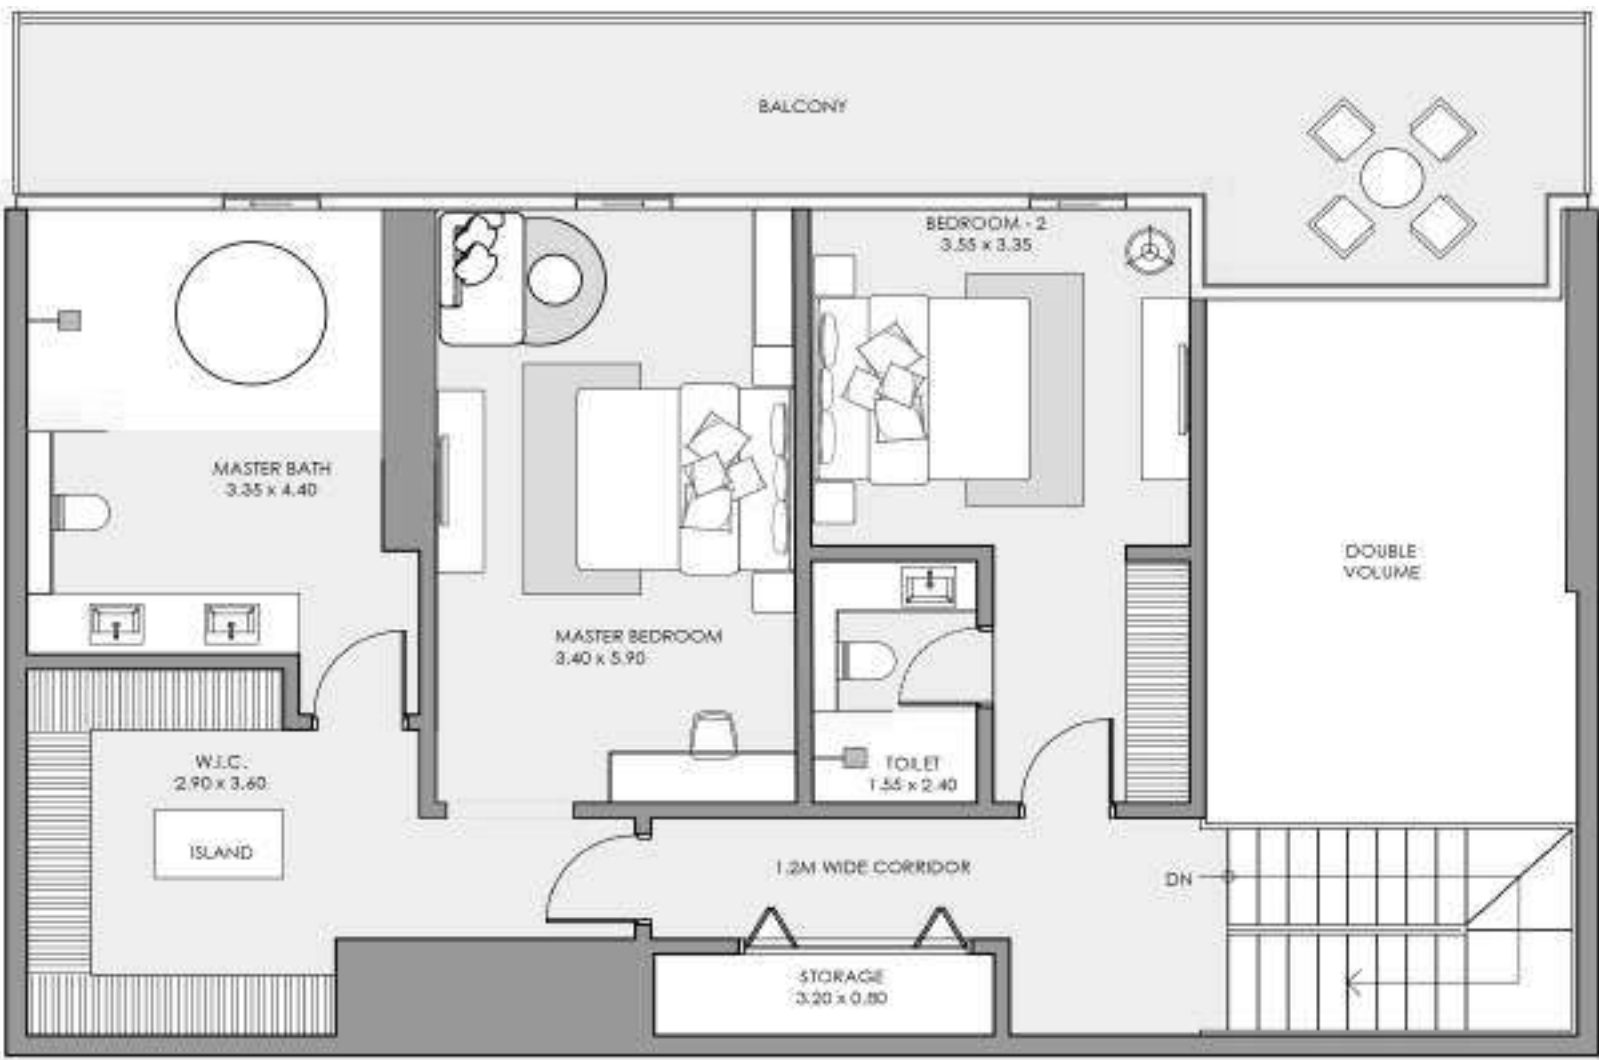 BALCONY
BEDROOM - 2
3.55 x 3.35
MASTER BATH
3.35 x 4.40
DOUBLE
VOLUME
MASTER BEDROOM
3.40 x 5.90
W.I.C.
2.90 x 3.60
TOILET
1.55 x 2.40
ISLAND
1.2M WIDE CORRIDOR
DN
STORAGE
3.20 x 0.80